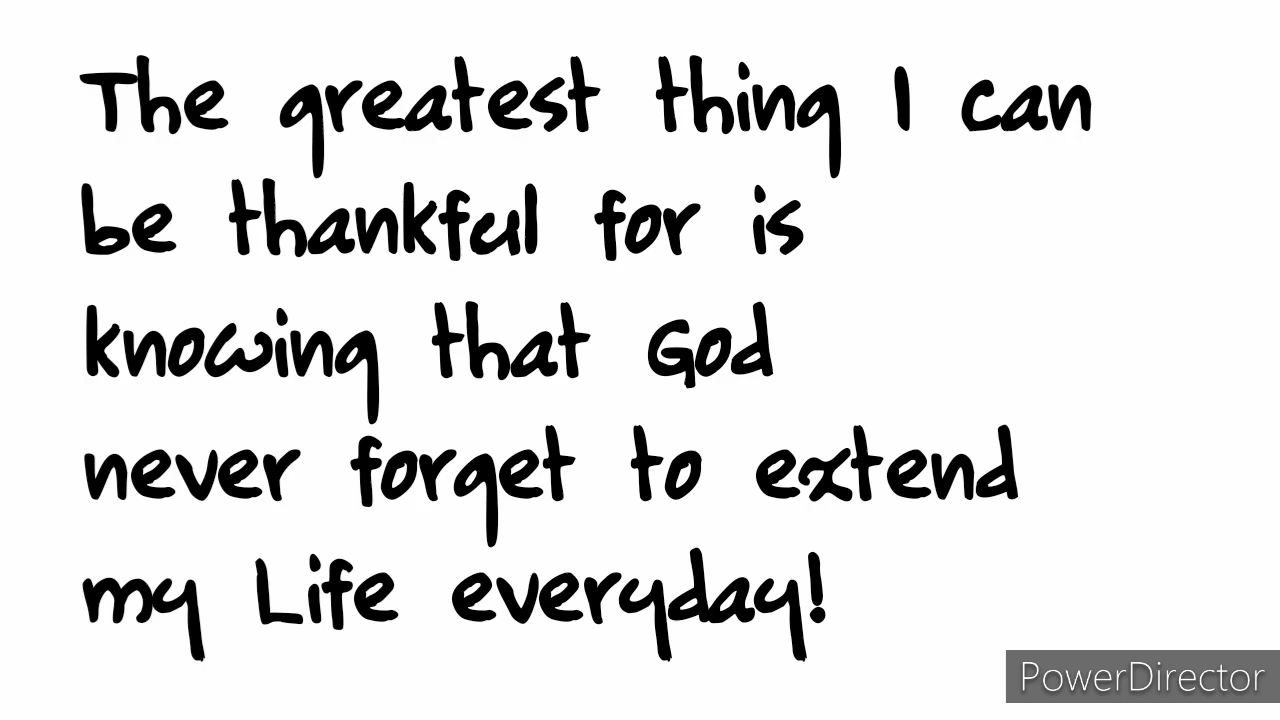 The greatest thing I can
be thankful for is
knowing that God
never forget to extend
my Life everyday!
PowerDirector